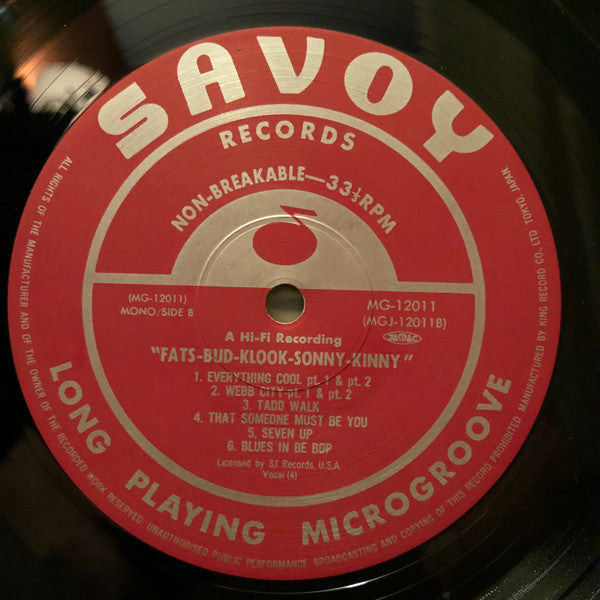 SAVOY
RECORDS
NON-BREAKABLE—33⅓RPM
(MG-12011)
MONO/SIDE B
MG-12011
(MGJ-12011B)
A Hi-Fi Recording
"FATS-BUD-KLOOK-SONNY-KINNY"
1. EVERYTHING COOL pt. 1 & pt. 2
2. WEBB CITY pt. 1 & pt. 2
3. TADD WALK
4. THAT SOMEONE MUST BE YOU
5. SEVEN UP
6. BLUES IN BE BOP
Licensed by SJ Records, U.S.A.
Vocal (4)
LONG PLAYING MICROGROOVE
ALL RIGHTS OF THE MANUFACTURER AND OF THE OWNER OF THE RECORDED WORK RESERVED. UNAUTHORISED PUBLIC PERFORMANCE, BROADCASTING AND COPYING OF THIS RECORD PROHIBITED. MANUFACTURED BY KING RECORD CO., LTD. TOKYO, JAPAN.